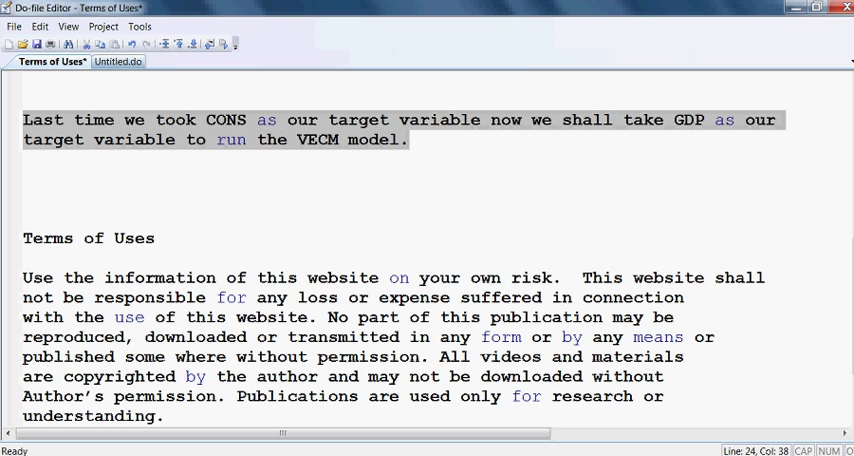 Do-file Editor - Terms of Uses*
File Edit View Project Tools
Terms of Uses* Untitled.do
Last time we took CONS as our target variable now we shall take GDP as our
target variable to run the VECM model.
Terms of Uses
Use the information of this website on your own risk. This website shall
not be responsible for any loss or expense suffered in connection
with the use of this website. No part of this publication may be
reproduced, downloaded or transmitted in any form or by any means or
published some where without permission. All videos and materials
are copyrighted by the author and may not be downloaded without
Author's permission. Publications are used only for research or
understanding.
Ready Line: 24, Col: 38 CAP NUM O